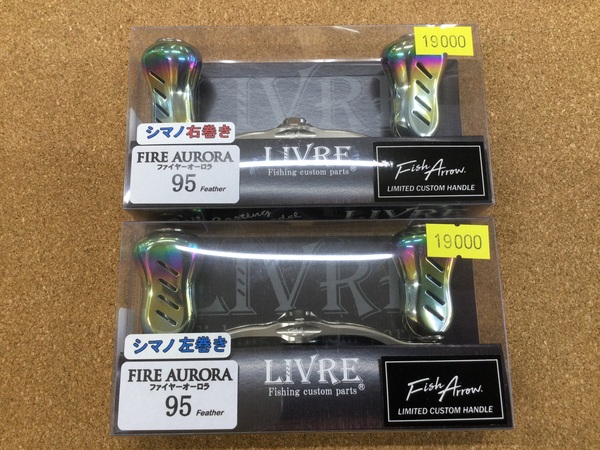 19000
LIVRE
シマノ右巻き
FIRE AURORA
ファイヤーオーロラ
95 Feather
LIVRE®
Fishing custom parts
Fish Arrow
LIMITED CUSTOM HANDLE
LIVRE
19000
LIVRE
シマノ左巻き
FIRE AURORA
ファイヤーオーロラ
95 Feather
LIVRE®
Fishing custom parts
Fish Arrow
LIMITED CUSTOM HANDLE